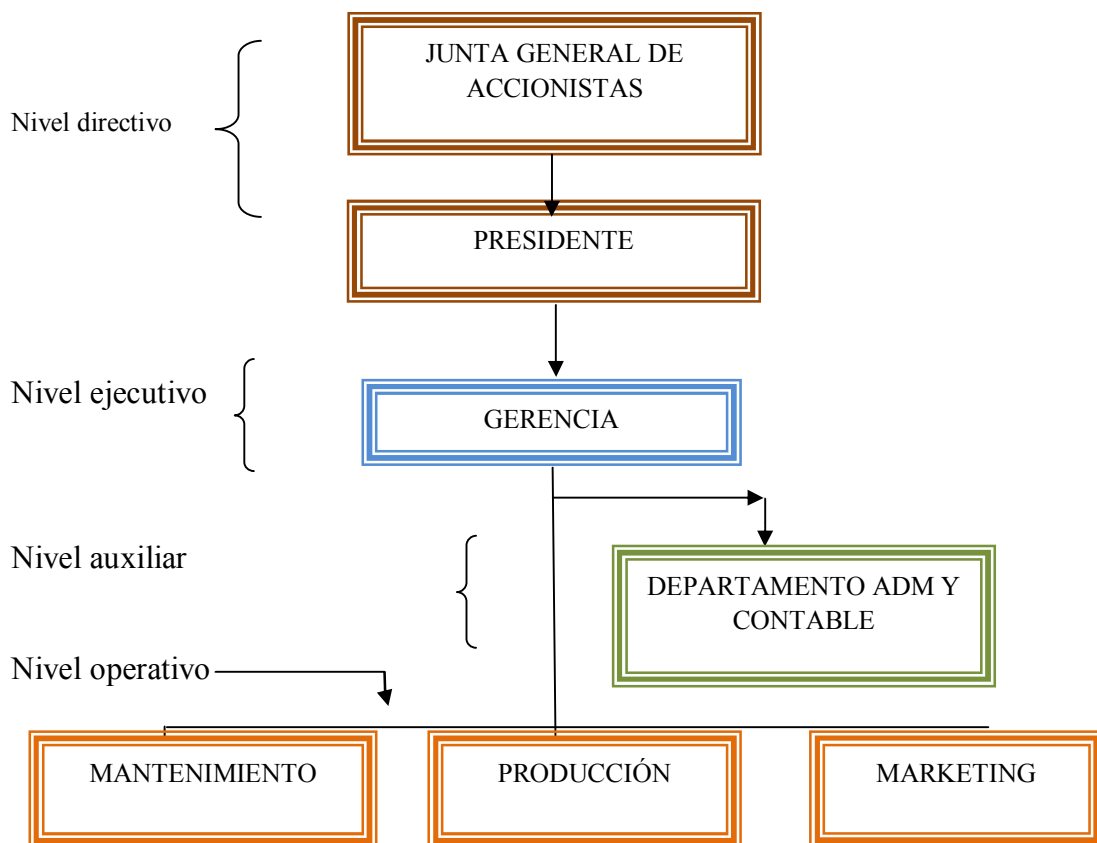 JUNTA GENERAL DE
ACCIONISTAS
Nivel directivo
PRESIDENTE
Nivel ejecutivo
GERENCIA
Nivel auxiliar
DEPARTAMENTO ADM Y
CONTABLE
Nivel operativo
MANTENIMIENTO
PRODUCCIÓN
MARKETING